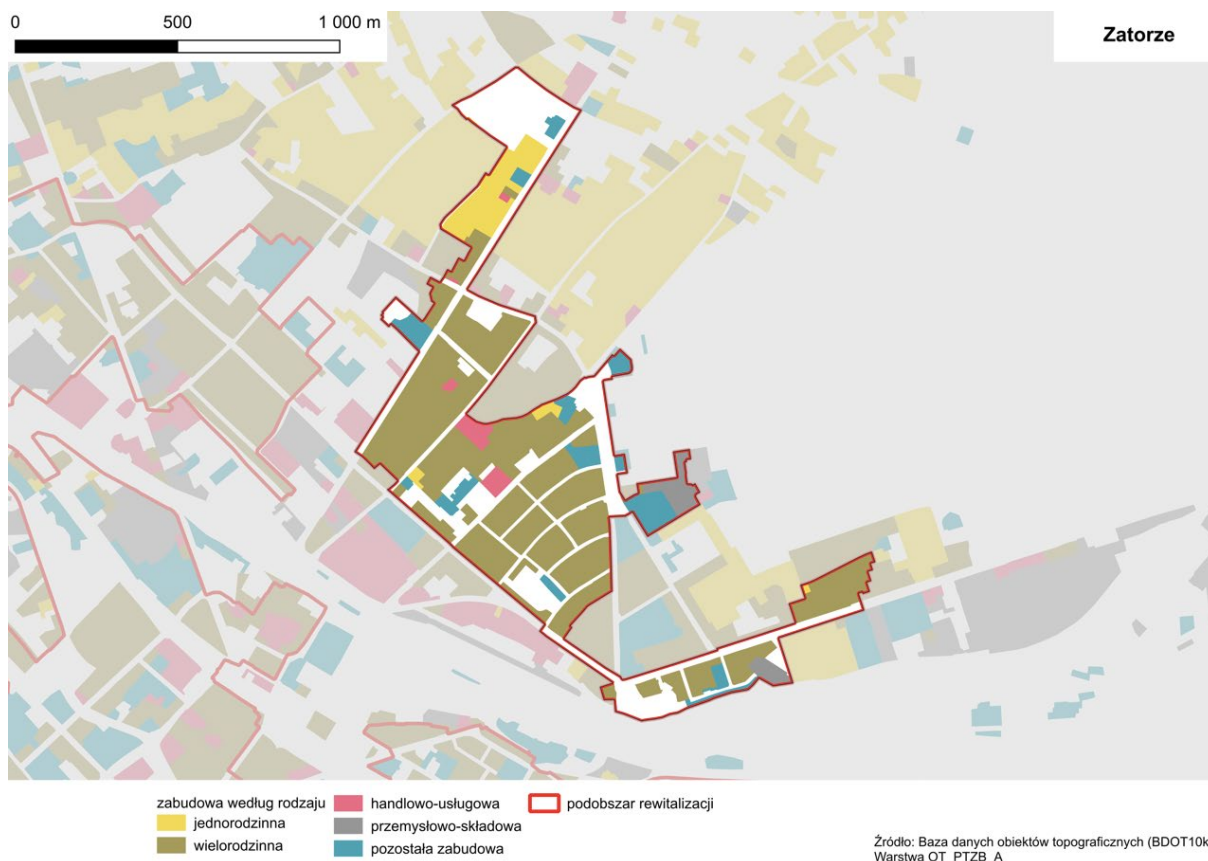 0 500 1 000 m
Zatorze
zabudowa według rodzaju
jednorodzinna
wielorodzinna
handlowo-usługowa
przemysłowo-składowa
pozostała zabudowa
podobszar rewitalizacji
Źródło: Baza danych obiektów topograficznych (BDOT10k
Warstwa OT_PTZB_A